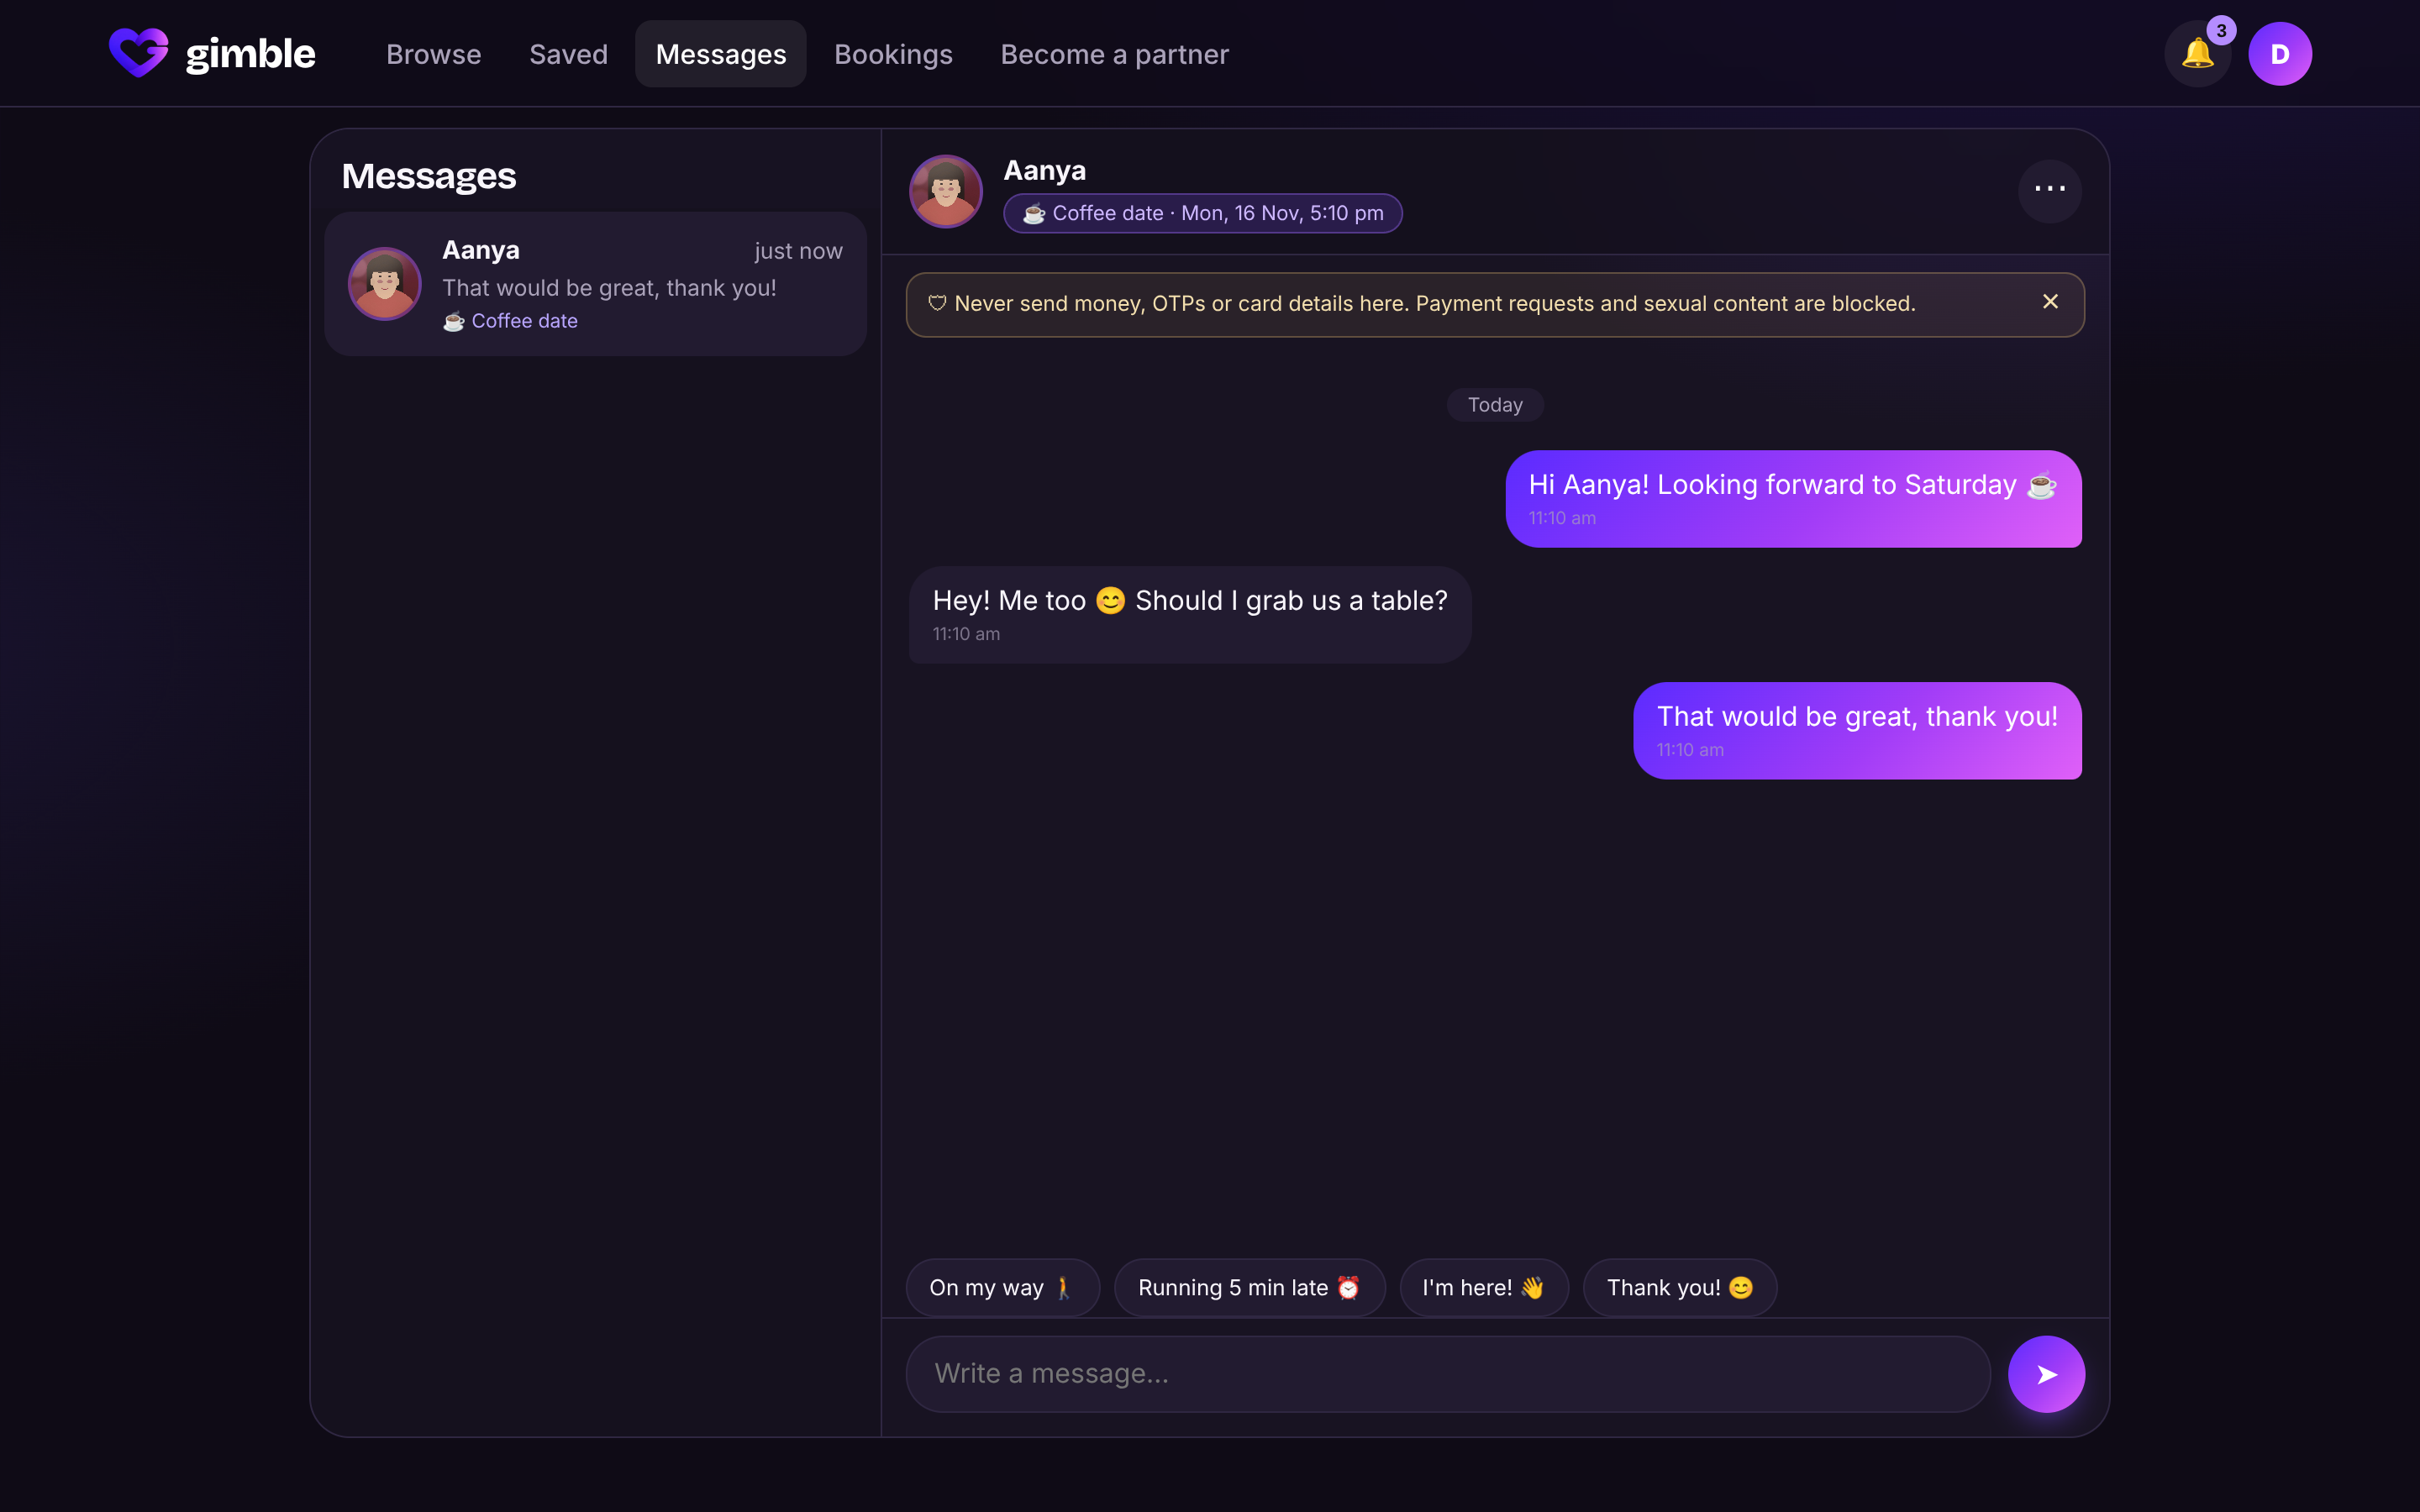 gimble
Browse
Saved
Messages
Bookings
Become a partner
🔔 3
D
Messages
Aanya
just now
That would be great, thank you!
☕ Coffee date
Aanya
☕ Coffee date · Mon, 16 Nov, 5:10 pm
⋯
🛡 Never send money, OTPs or card details here. Payment requests and sexual content are blocked. ✕
Today
Hi Aanya! Looking forward to Saturday ☕
11:10 am
Hey! Me too 😊 Should I grab us a table?
11:10 am
That would be great, thank you!
11:10 am
On my way 🚶
Running 5 min late ⏰
I'm here! 👋
Thank you! 😊
Write a message...
➤